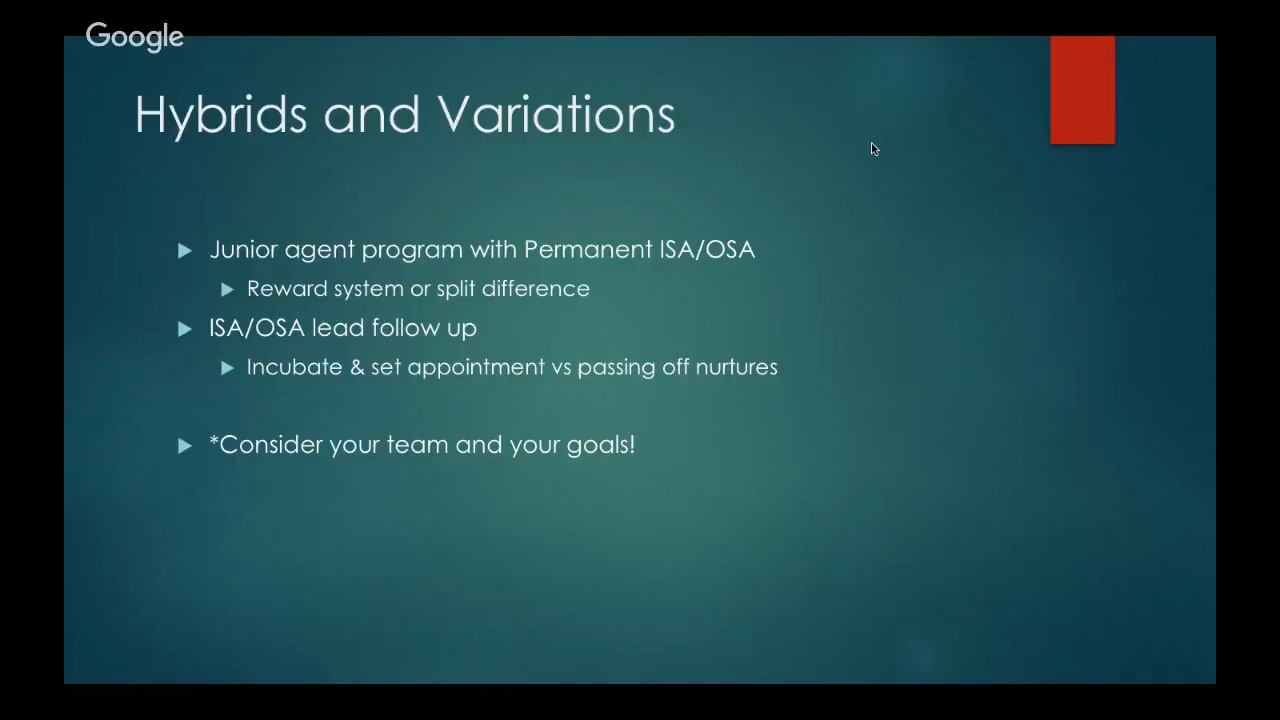 Google
Hybrids and Variations
Junior agent program with Permanent ISA/OSA
Reward system or split difference
ISA/OSA lead follow up
Incubate & set appointment vs passing off nurtures
*Consider your team and your goals!